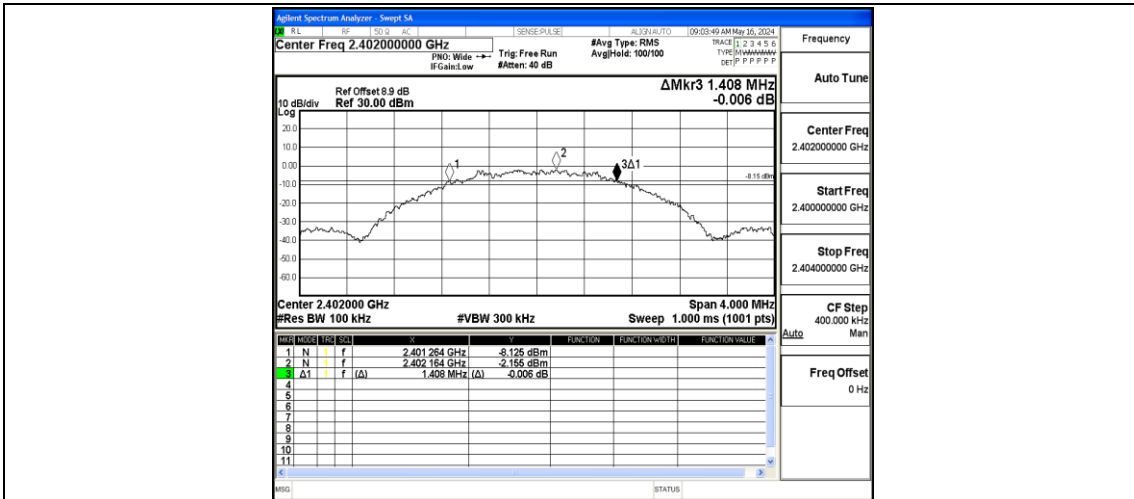 Agilent Spectrum Analyzer - Swept SA
RL RF 50 Ω AC SENSE:PULSE ALIGN AUTO 09:03:49 AM May 16, 2024
Center Freq 2.402000000 GHz
PNO: Wide
IFGain:Low
Trig: Free Run
#Atten: 40 dB
#Avg Type: RMS
Avg|Hold: 100/100
TRACE 1 2 3 4 5 6
TYPE
DET P P P P P P
Frequency
Auto Tune
Center Freq
2.402000000 GHz
Start Freq
2.400000000 GHz
Stop Freq
2.404000000 GHz
CF Step
400.000 kHz
Auto Man
Freq Offset
0 Hz
ΔMkr3 1.408 MHz
-0.006 dB
Ref Offset 8.9 dB
10 dB/div Ref 30.00 dBm
Log
20.0
10.0
0.00
-10.0
-20.0
-30.0
-40.0
-50.0
-60.0
1
2
3Δ1
-8.15 dBm
Center 2.402000 GHz Span 4.000 MHz
#Res BW 100 kHz #VBW 300 kHz Sweep 1.000 ms (1001 pts)
MKR MODE TRC SCL X Y FUNCTION FUNCTION WIDTH FUNCTION VALUE
1 N 1 f 2.401 264 GHz -8.125 dBm
2 N 1 f 2.402 164 GHz -2.155 dBm
3 Δ1 1 f (Δ) 1.408 MHz (Δ) -0.006 dB
4
5
6
7
8
9
10
11
MSG STATUS